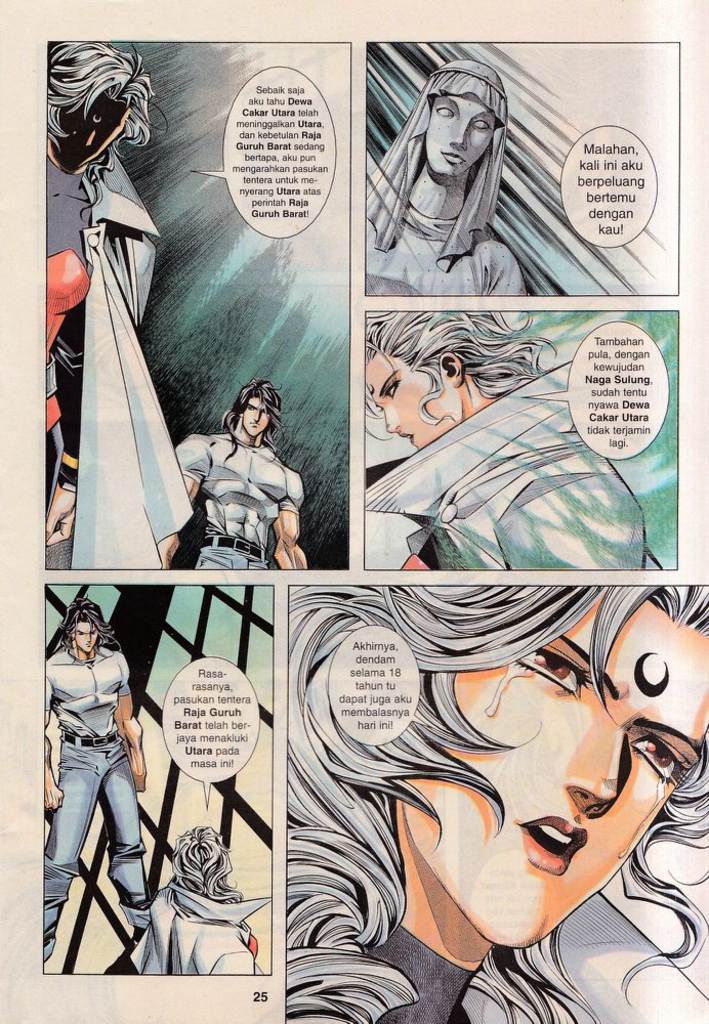 Sebaik saja
aku tahu Dewa
Cakar Utara telah
meninggalkan Utara,
dan kebetulan Raja
Guruh Barat sedang
bertapa, aku pun
mengarahkan pasukan
tentera untuk me-
nyerang Utara atas
perintah Raja
Guruh Barat!
Malahan,
kali ini aku
berpeluang
bertemu
dengan
kau!
Tambahan
pula, dengan
kewujudan
Naga Sulung,
sudah tentu
nyawa Dewa
Cakar Utara
tidak terjamin
lagi.
Rasa-
rasanya,
pasukan tentera
Raja Guruh
Barat telah ber-
jaya menakluki
Utara pada
masa ini!
Akhirnya,
dendam
selama 18
tahun tu
dapat juga aku
membalasnya
hari ini!
25